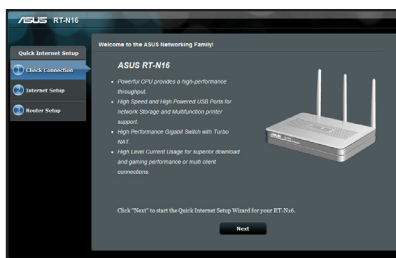 ASUS RT-N16
Quick Internet Setup
1 Check Connection
2 Internet Setup
3 Router Setup
Welcome to the ASUS Networking Family!
ASUS RT-N16
• Powerful CPU provides a high-performance
throughput.
• High Speed and High Powered USB Ports for
network Storage and Multifunction printer
support.
• High Performance Gigabit Switch with Turbo
NAT.
• High Level Current Usage for superior download
and gaming performance or multi client
connections.
Click "Next" to start the Quick Internet Setup Wizard for your RT-N16.
Next